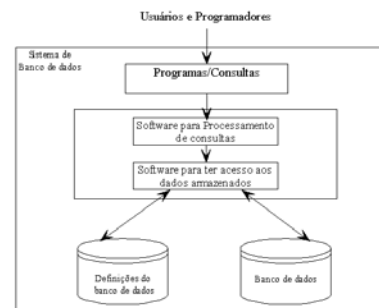 Usuários e Programadores
Sistema de
Banco de dados
Programas/Consultas
Software para Processamento
de consultas
Software para ter acesso aos
dados armazenados
Definições do
banco de dados
Banco de dados